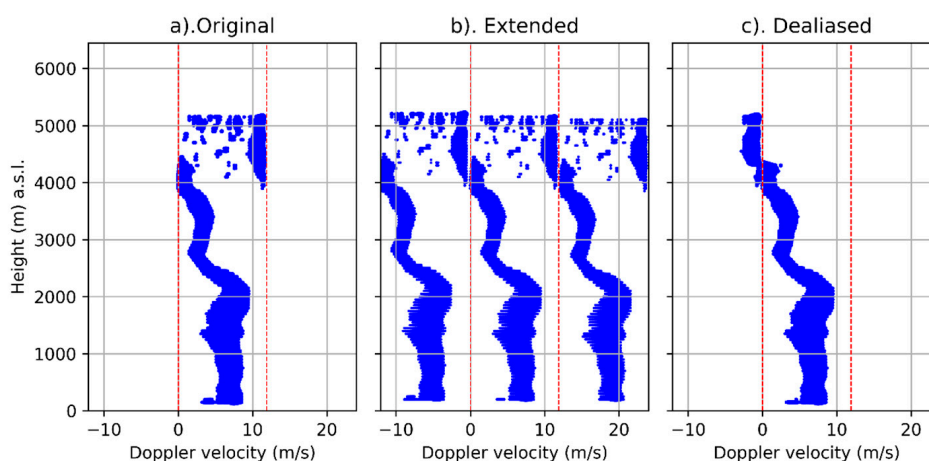 a).Original
b). Extended
c). Dealiased
Height (m) a.s.l.
6000
5000
4000
3000
2000
1000
0
−10 0 10 20
−10 0 10 20
−10 0 10 20
Doppler velocity (m/s)
Doppler velocity (m/s)
Doppler velocity (m/s)